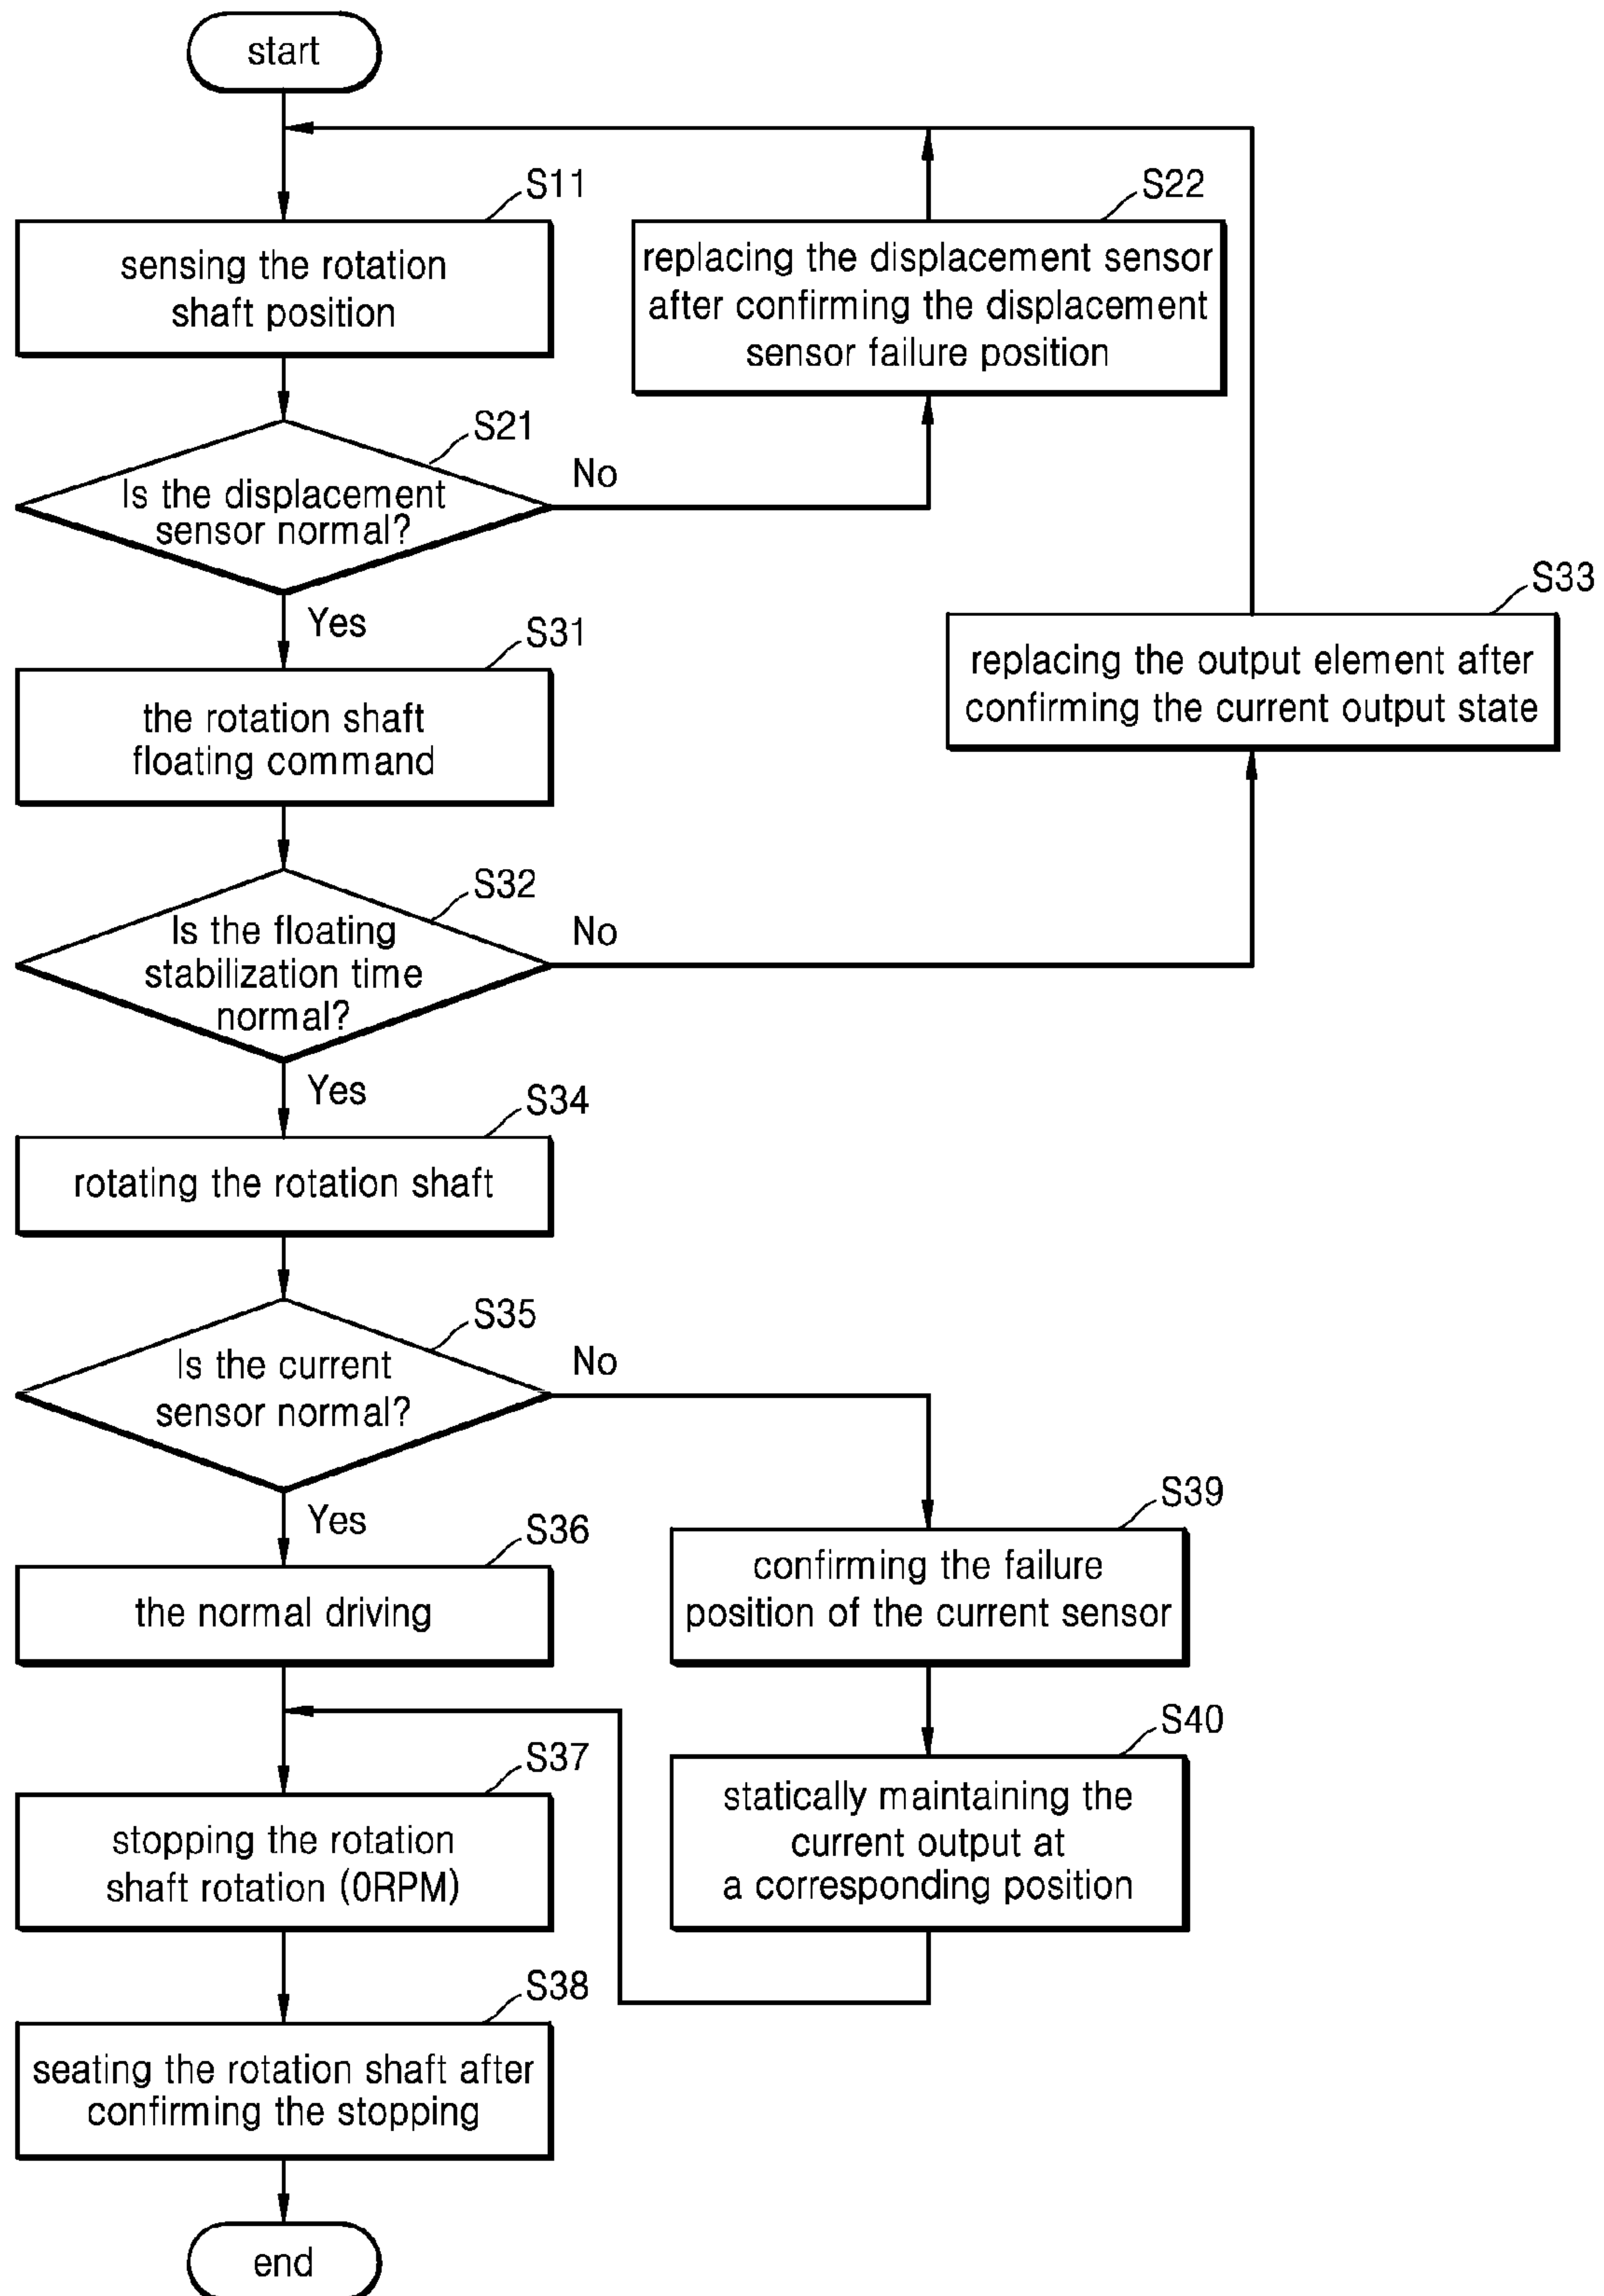 start
S11
sensing the rotation
shaft position
S22
replacing the displacement sensor
after confirming the displacement
sensor failure position
S21
Is the displacement
sensor normal?
No
Yes
S31
the rotation shaft
floating command
S33
replacing the output element after
confirming the current output state
S32
Is the floating
stabilization time
normal?
No
Yes
S34
rotating the rotation shaft
S35
Is the current
sensor normal?
No
Yes
S36
the normal driving
S39
confirming the failure
position of the current sensor
S40
statically maintaining the
current output at
a corresponding position
S37
stopping the rotation
shaft rotation (0RPM)
S38
seating the rotation shaft after
confirming the stopping
end